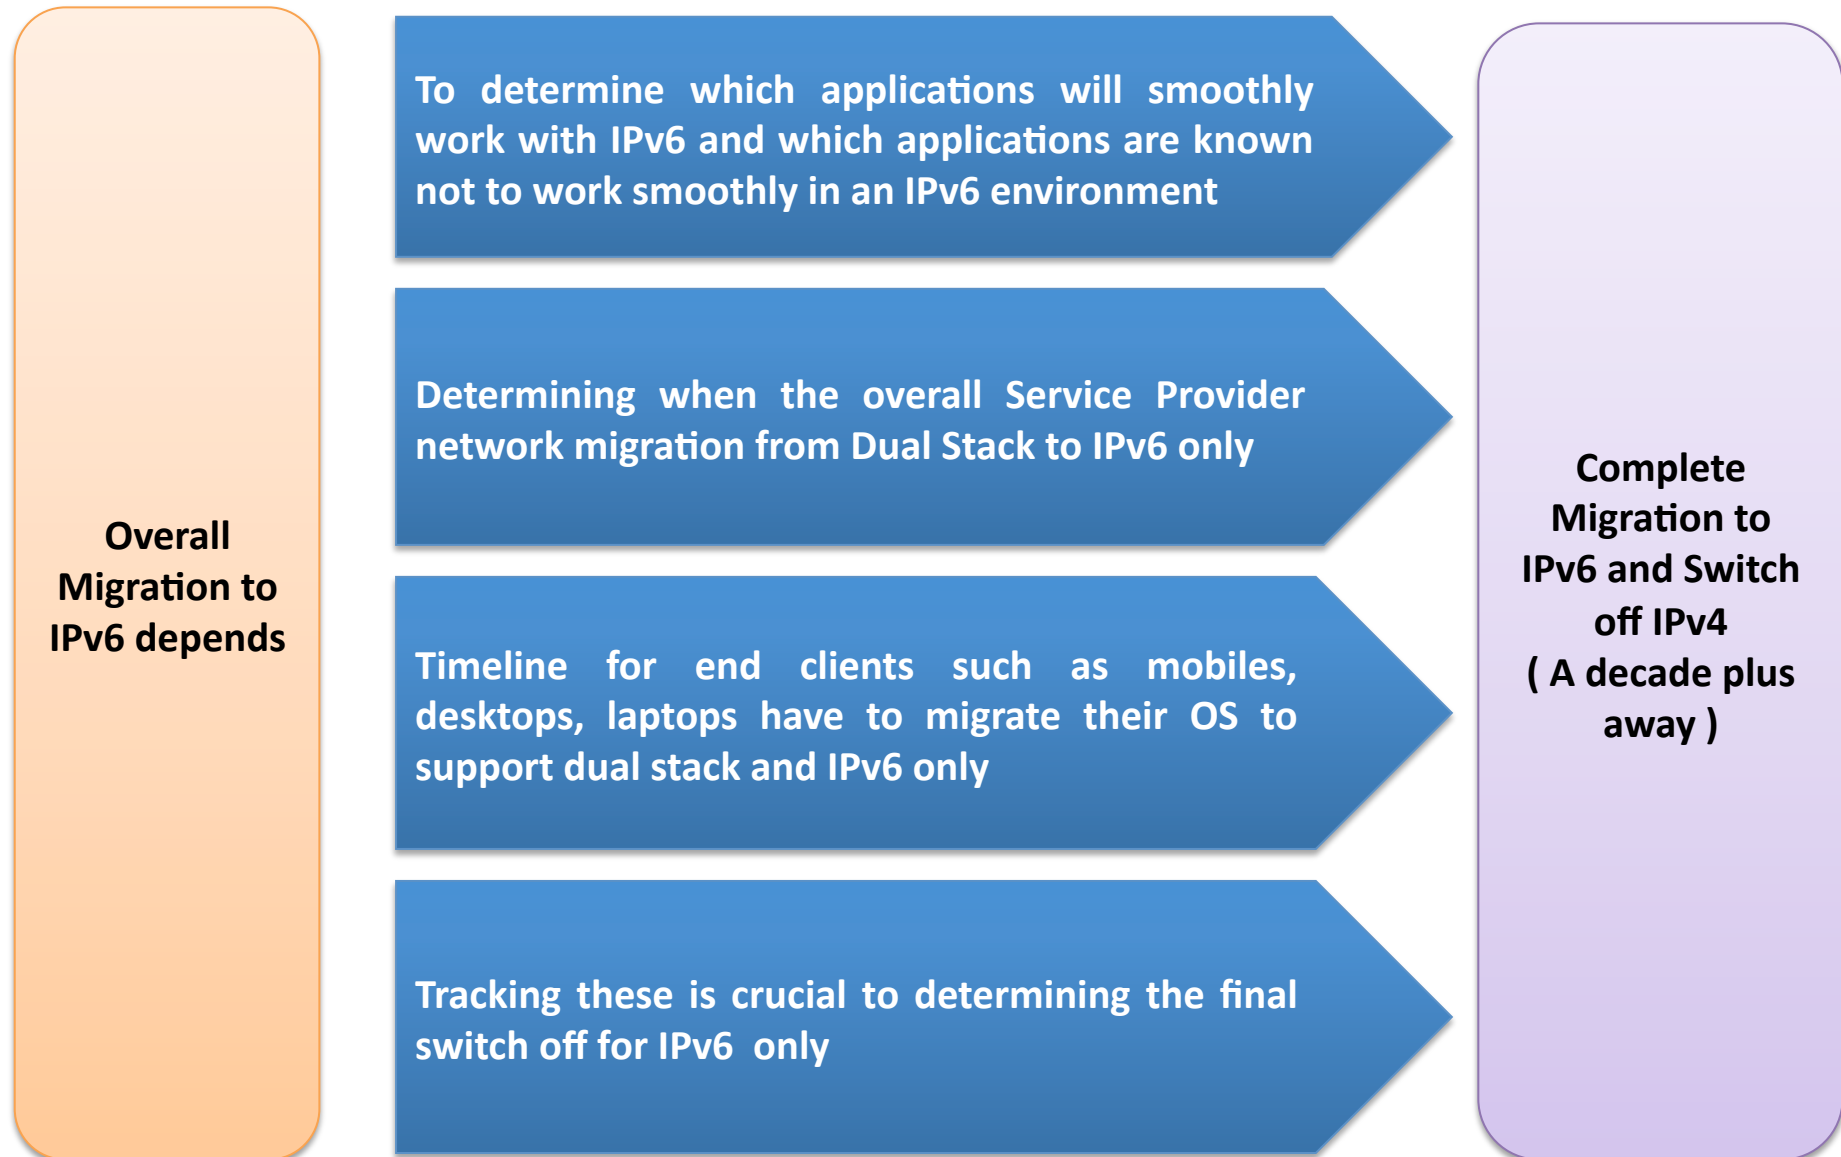 Overall
Migration to
IPv6 depends
To determine which applications will smoothly
work with IPv6 and which applications are known
not to work smoothly in an IPv6 environment
Determining when the overall Service Provider
network migration from Dual Stack to IPv6 only
Timeline for end clients such as mobiles,
desktops, laptops have to migrate their OS to
support dual stack and IPv6 only
Tracking these is crucial to determining the final
switch off for IPv6 only
Complete
Migration to
IPv6 and Switch
off IPv4
( A decade plus
away )